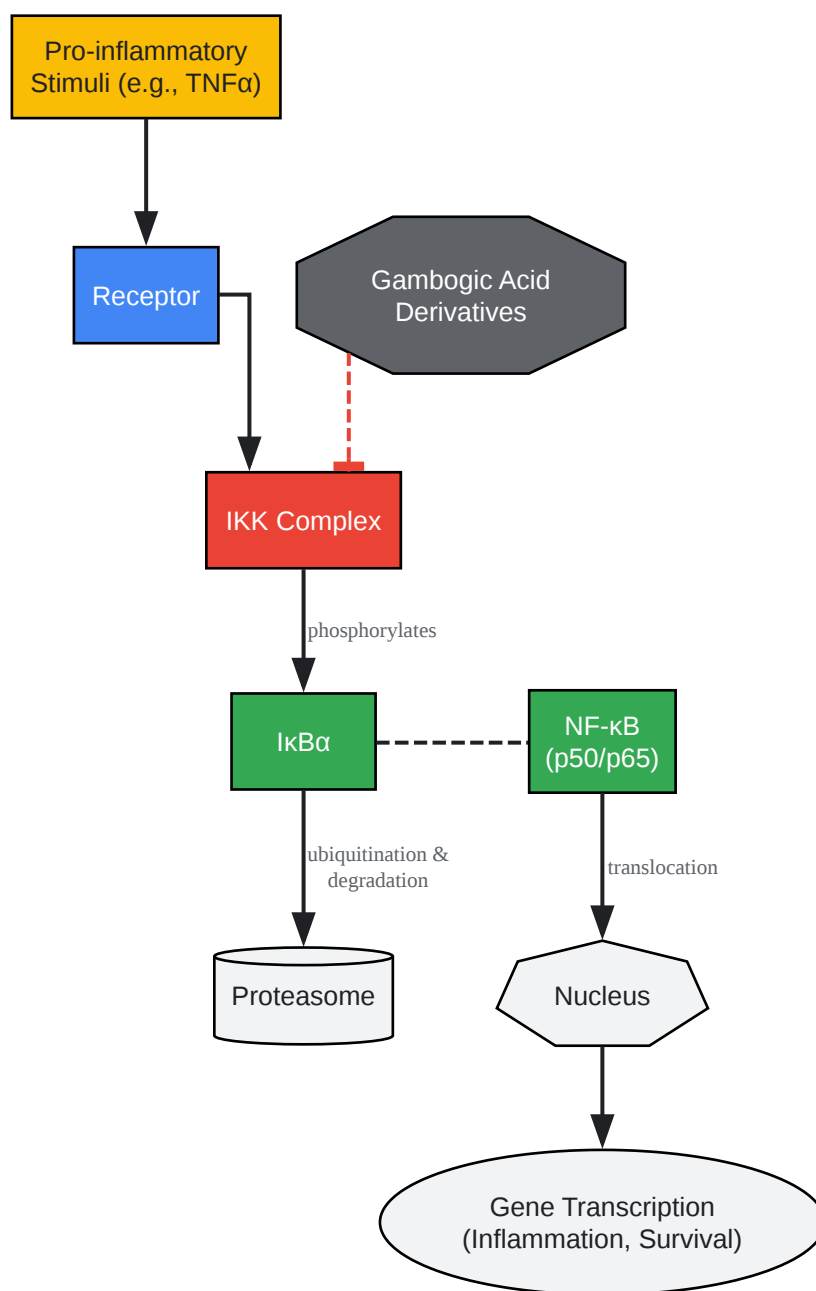 Pro-inflammatory
Stimuli (e.g., TNFα)
Receptor
Gambogic Acid
Derivatives
IKK Complex
phosphorylates
IκBα
NF-κB
(p50/p65)
ubiquitination &
degradation
translocation
Proteasome
Nucleus
Gene Transcription
(Inflammation, Survival)